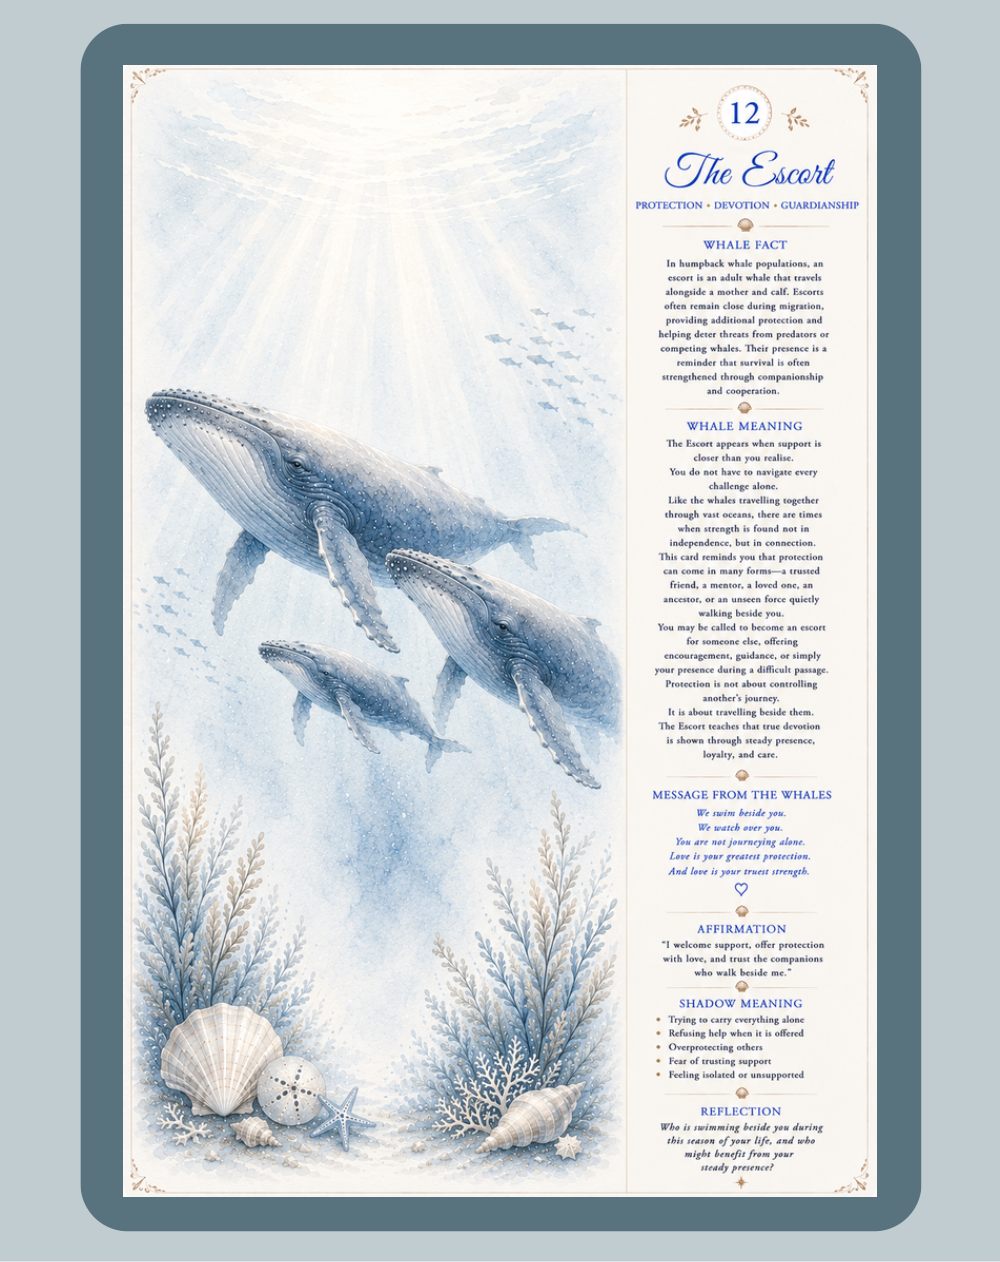 12
The Escort
PROTECTION • DEVOTION • GUARDIANSHIP
WHALE FACT
In humpback whale populations, an
escort is an adult whale that travels
alongside a mother and calf. Escorts
often remain close during migration,
providing additional protection and
helping deter threats from predators or
competing whales. Their presence is a
reminder that survival is often
strengthened through companionship
and cooperation.
WHALE MEANING
The Escort appears when support is
closer than you realise.
You do not have to navigate every
challenge alone.
Like the whales travelling together
through vast oceans, there are times
when strength is found not in
independence, but in connection.
This card reminds you that protection
can come in many forms—a trusted
friend, a mentor, a loved one, an
ancestor, or an unseen force quietly
walking beside you.
You may be called to become an escort
for someone else, offering
encouragement, guidance, or simply
your presence during a difficult passage.
Protection is not about controlling
another's journey.
It is about travelling beside them.
The Escort teaches that true devotion
is shown through steady presence,
loyalty, and care.
MESSAGE FROM THE WHALES
We swim beside you.
We watch over you.
You are not journeying alone.
Love is your greatest protection.
And love is your truest strength.
AFFIRMATION
"I welcome support, offer protection
with love, and trust the companions
who walk beside me."
SHADOW MEANING
• Trying to carry everything alone
• Refusing help when it is offered
• Overprotecting others
• Fear of trusting support
• Feeling isolated or unsupported
REFLECTION
Who is swimming beside you during
this season of your life, and who
might benefit from your
steady presence?